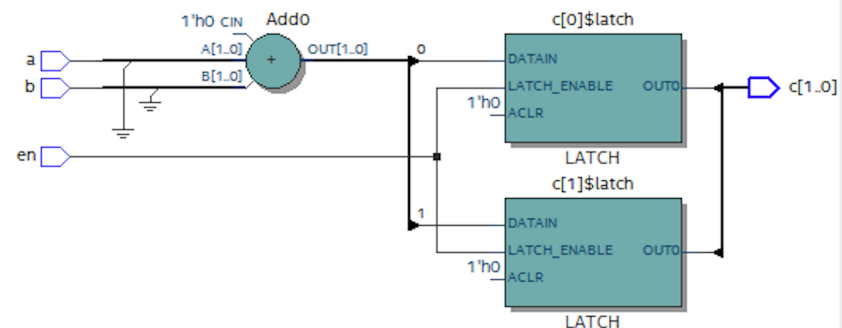 1'h0 CIN Add0
A[1..0] OUT[1..0]
+
B[1..0]
a
b
en
0
c[0]$latch
DATAIN
LATCH_ENABLE OUT0
1'h0 ACLR
LATCH
c[1..0]
1
c[1]$latch
DATAIN
LATCH_ENABLE OUT0
1'h0 ACLR
LATCH